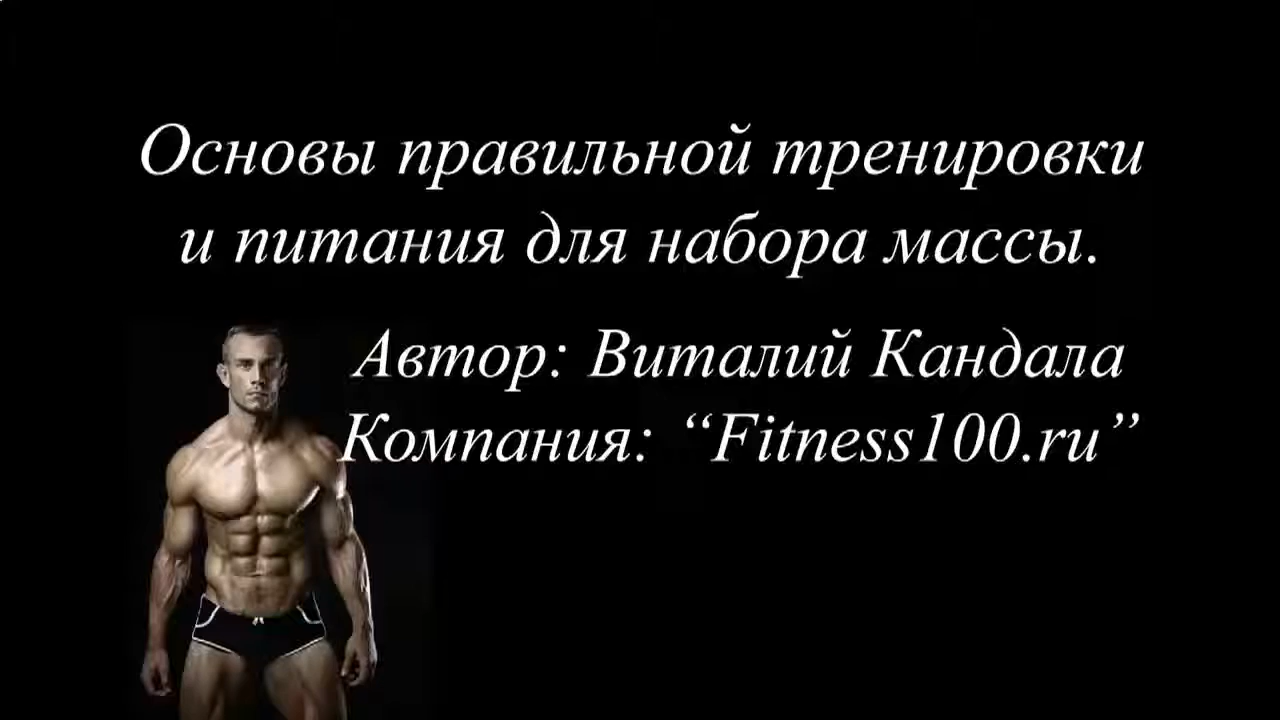 Основы правильной тренировки
и питания для набора массы.
Автор: Виталий Кандала
Компания: “Fitness100.ru”